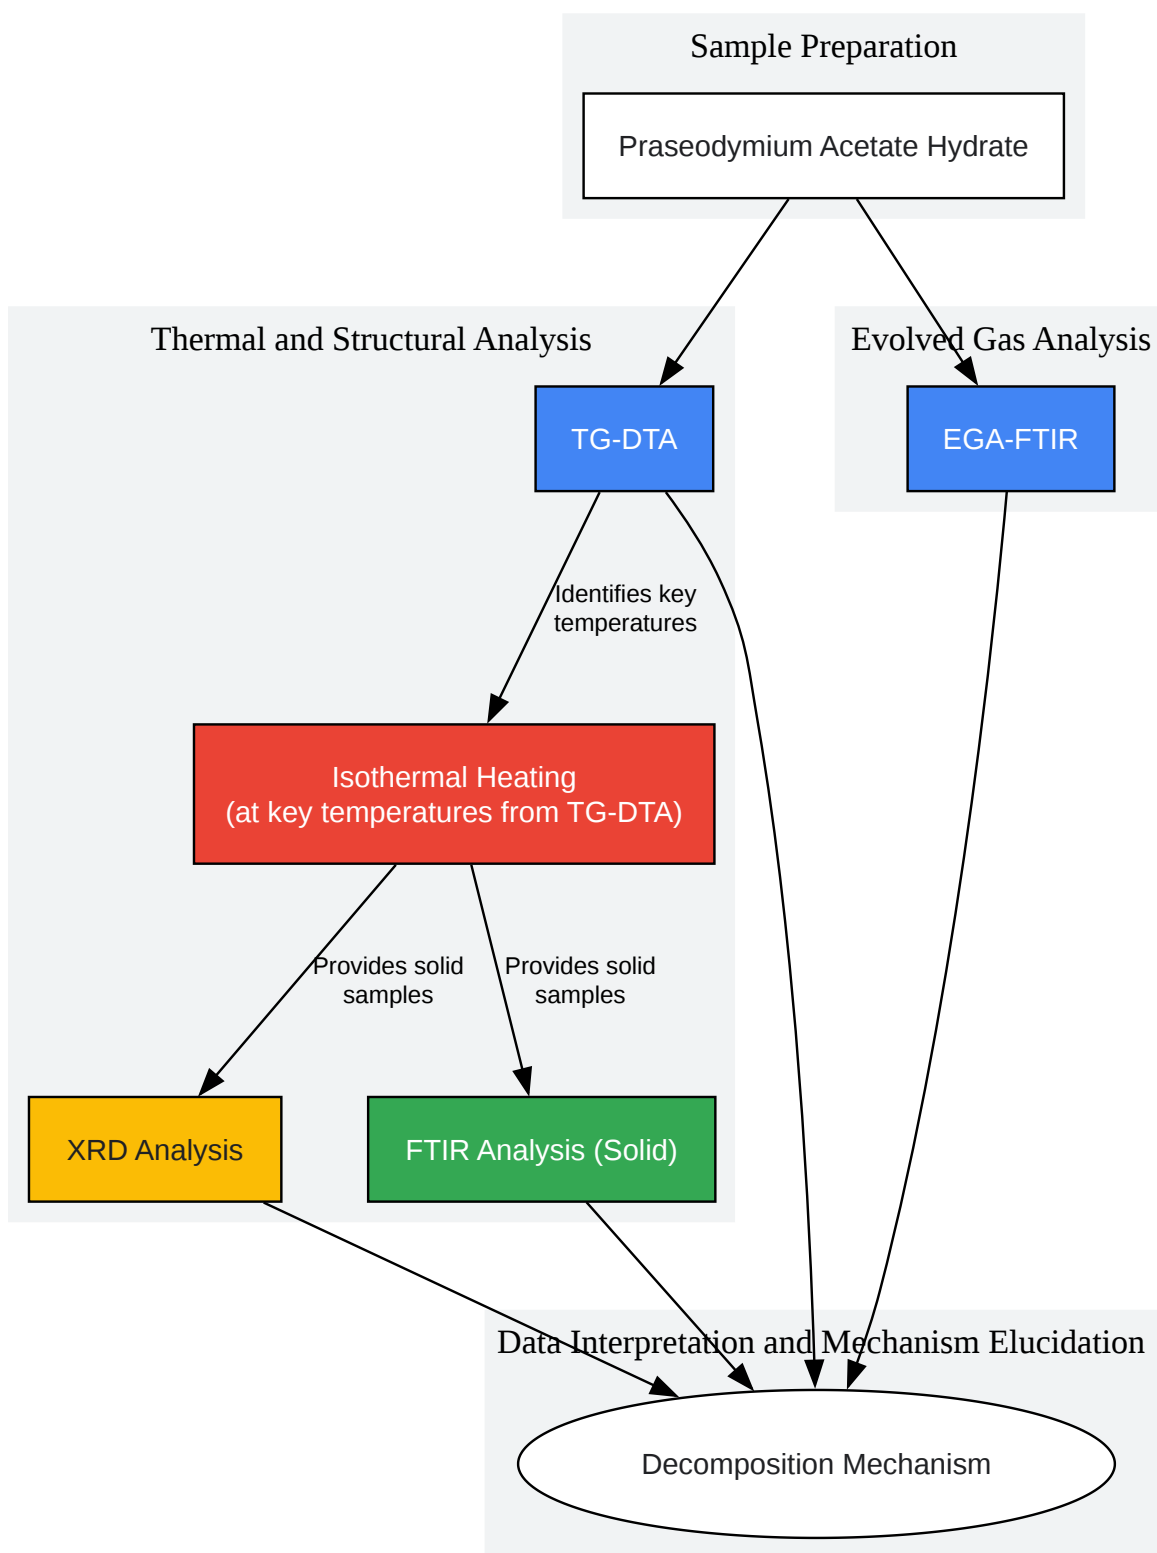 Sample Preparation
Praseodymium Acetate Hydrate
Thermal and Structural Analysis
Evolved Gas Analysis
TG-DTA
EGA-FTIR
Identifies key
temperatures
Isothermal Heating
(at key temperatures from TG-DTA)
Provides solid
samples
Provides solid
samples
XRD Analysis
FTIR Analysis (Solid)
Data Interpretation and Mechanism Elucidation
Decomposition Mechanism